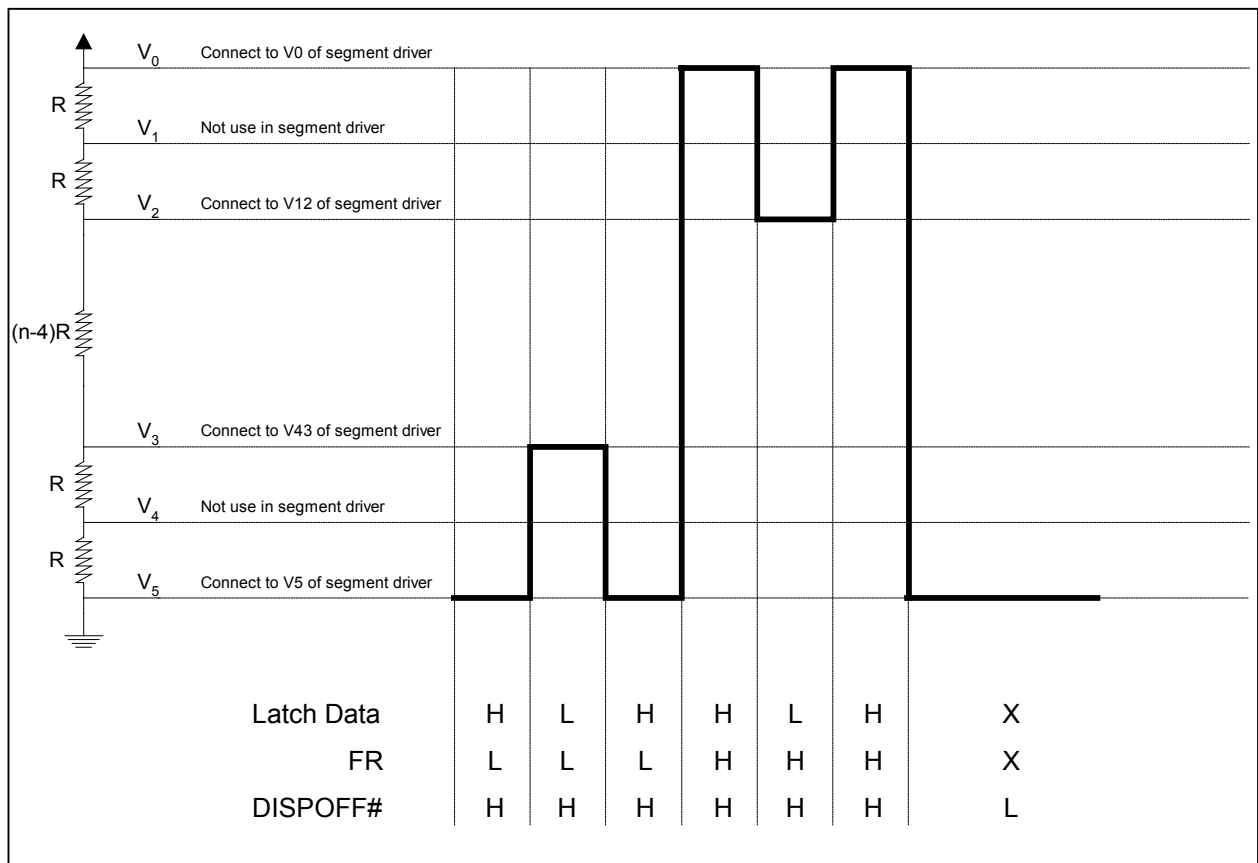 V0 Connect to V0 of segment driver
R
V1 Not use in segment driver
R
V2 Connect to V12 of segment driver
(n-4)R
V3 Connect to V43 of segment driver
R
V4 Not use in segment driver
R
V5 Connect to V5 of segment driver
Latch Data H L H H L H X
FR L L L H H H X
DISPOFF# H H H H H H L